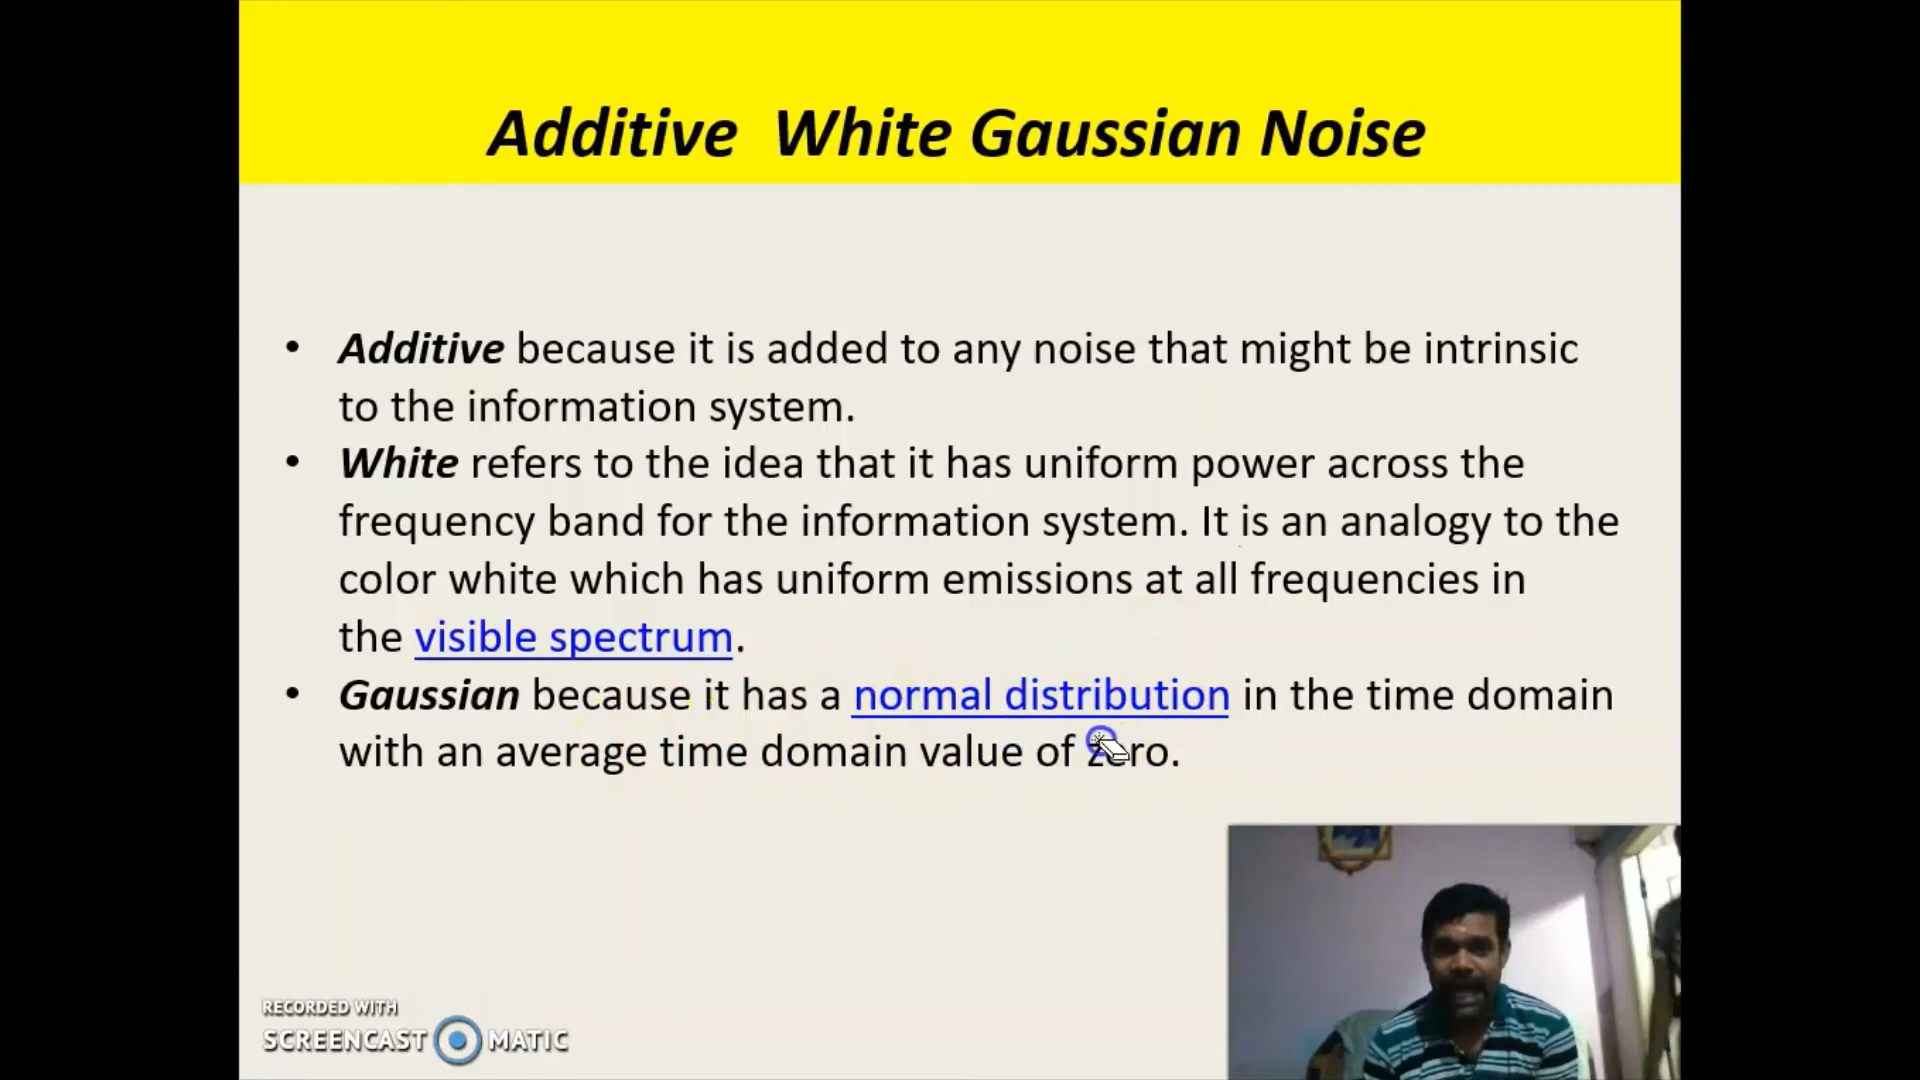 Additive White Gaussian Noise
• Additive because it is added to any noise that might be intrinsic
to the information system.
• White refers to the idea that it has uniform power across the
frequency band for the information system. It is an analogy to the
color white which has uniform emissions at all frequencies in
the visible spectrum.
• Gaussian because it has a normal distribution in the time domain
with an average time domain value of zero.
RECORDED WITH
SCREENCAST MATIC